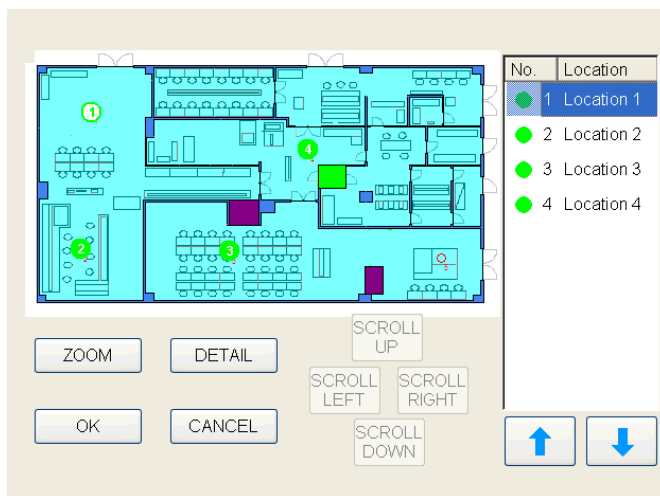 No. Location
1 Location 1
2 Location 2
3 Location 3
4 Location 4
1
4
2
3
ZOOM
DETAIL
SCROLL
UP
SCROLL
LEFT
SCROLL
RIGHT
OK
CANCEL
SCROLL
DOWN